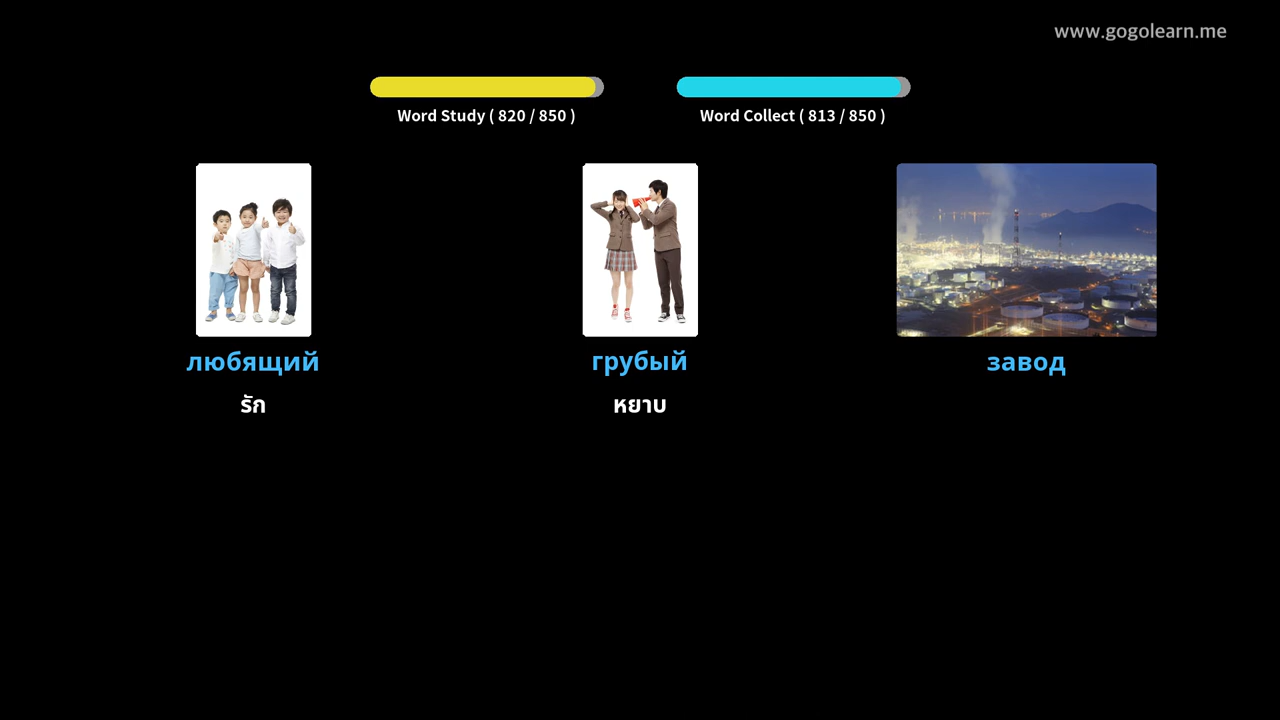 www.gogolearn.me
Word Study ( 820 / 850 )
Word Collect ( 813 / 850 )
любящий
грубый
завод
รัก
หยาบ